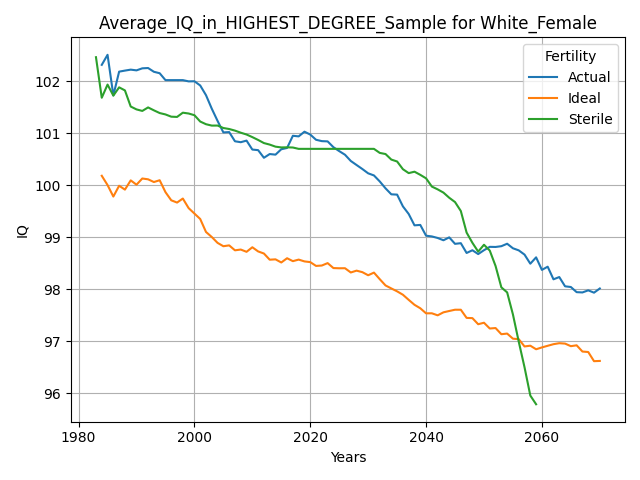 Average_IQ_in_HIGHEST_DEGREE_Sample for White_Female
Fertility
Actual
Ideal
Sterile
IQ
102
101
100
99
98
97
96
1980
2000
2020
2040
2060
Years